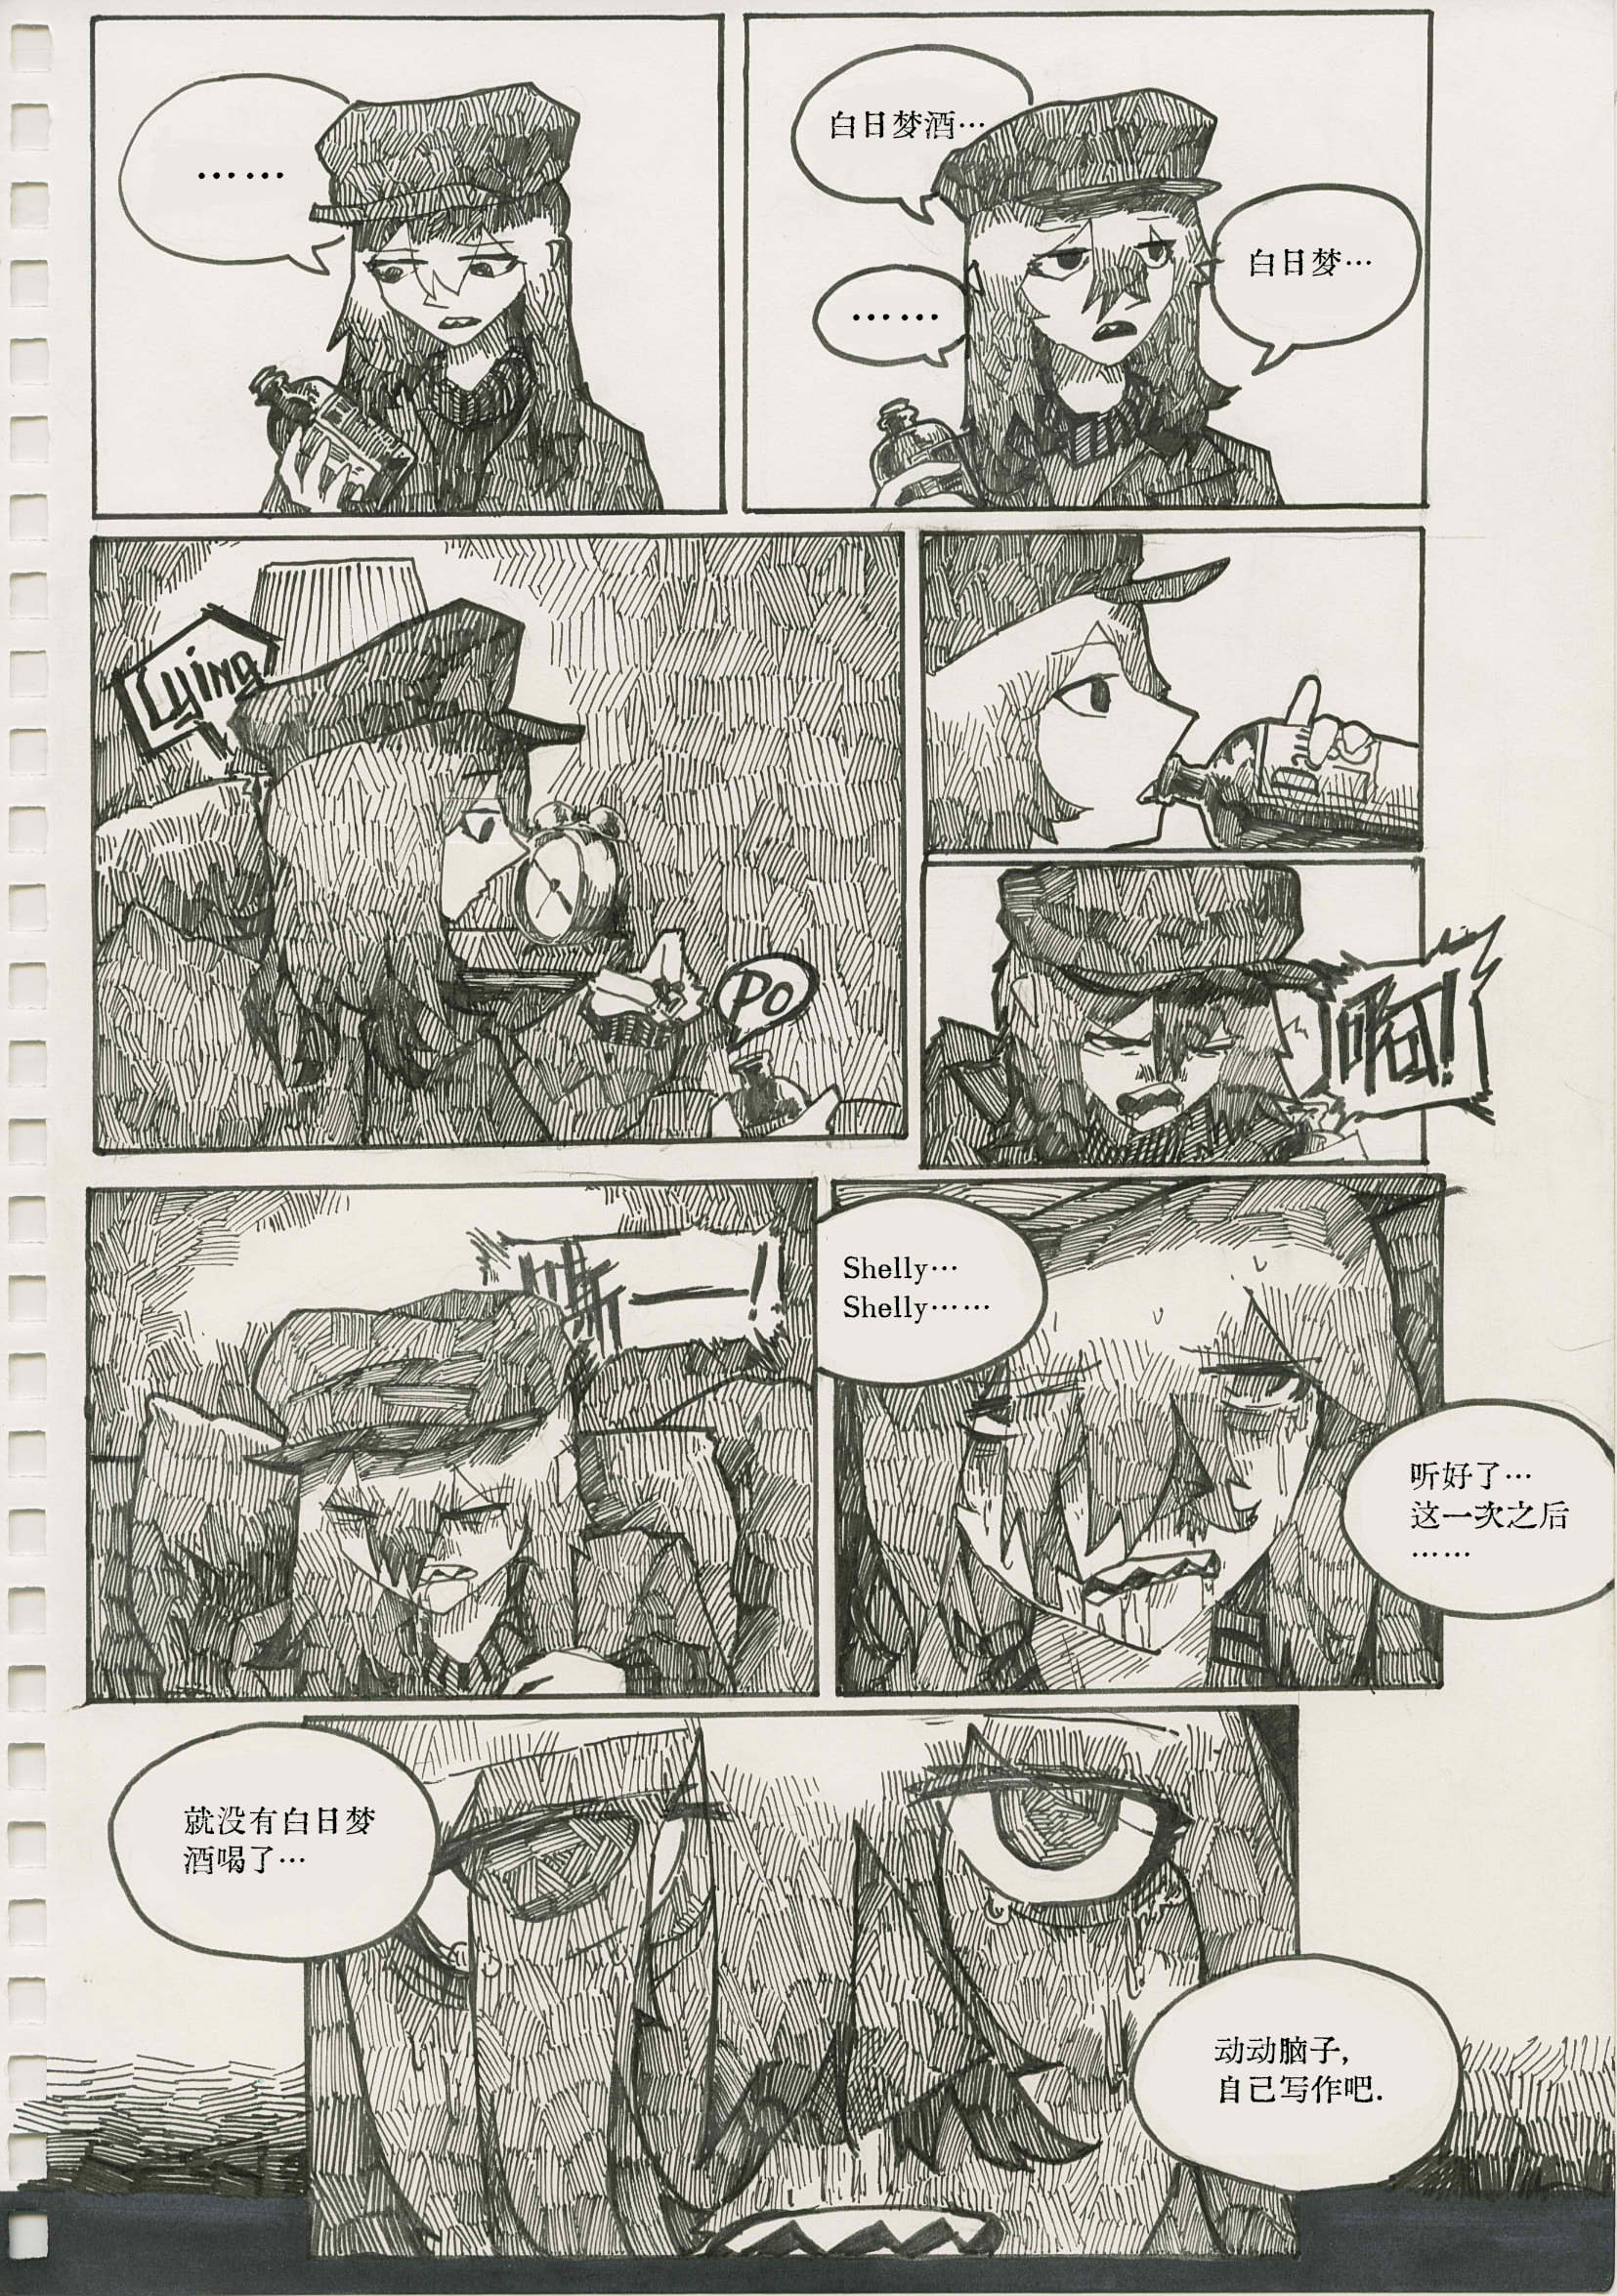 ……
白日梦酒…
……
白日梦…
Lying
PO
啊!
嘶—!
Shelly…
Shelly……
听好了…
这一次之后
……
就没有白日梦
酒喝了…
动动脑子,
自己写作吧.